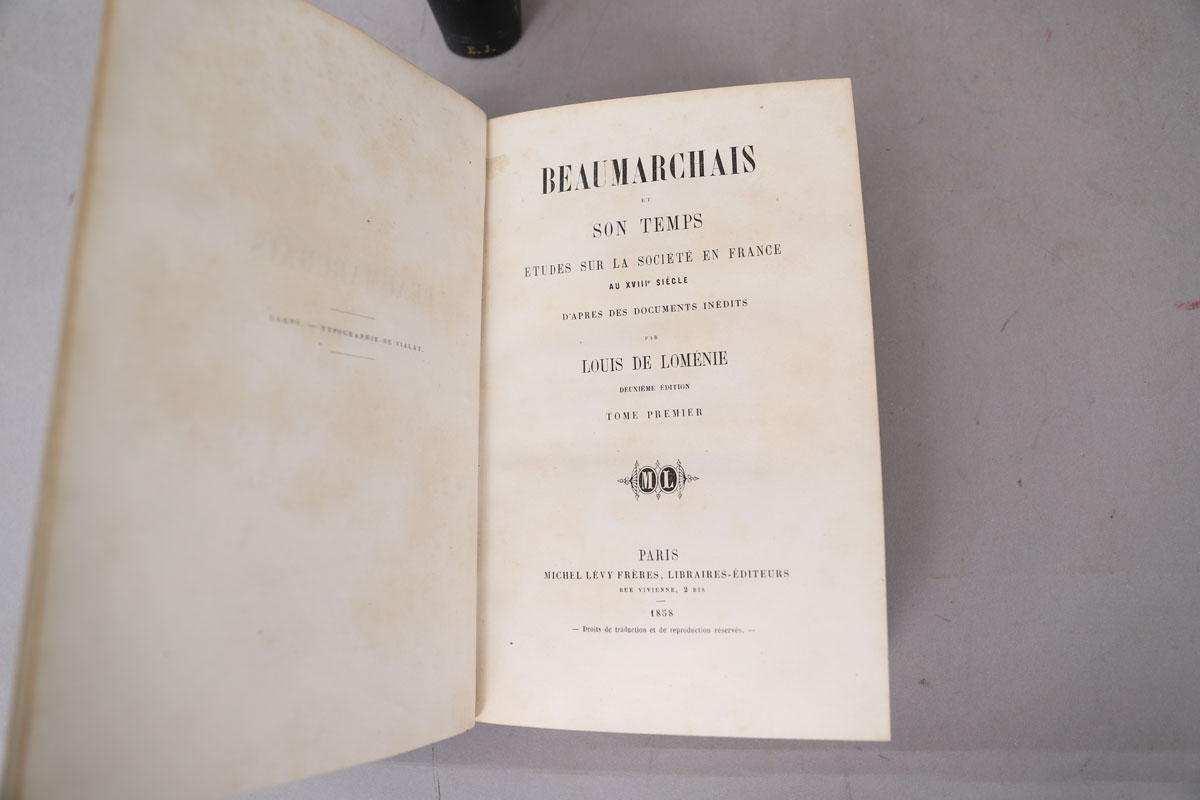 E. J.
— TYPOGRAPHIE DE VIALAT.
BEAUMARCHAIS
ET
SON TEMPS
ETUDES SUR LA SOCIÉTÉ EN FRANCE
AU XVIIIe SIÈCLE
D'APRES DES DOCUMENTS INÉDITS
PAR
LOUIS DE LOMÉNIE
DEUXIÈME ÉDITION
TOME PREMIER
ML
PARIS
MICHEL LÉVY FRÈRES, LIBRAIRES-ÉDITEURS
RUE VIVIENNE, 2 BIS
—
1858
— Droits de traduction et de reproduction réservés. —